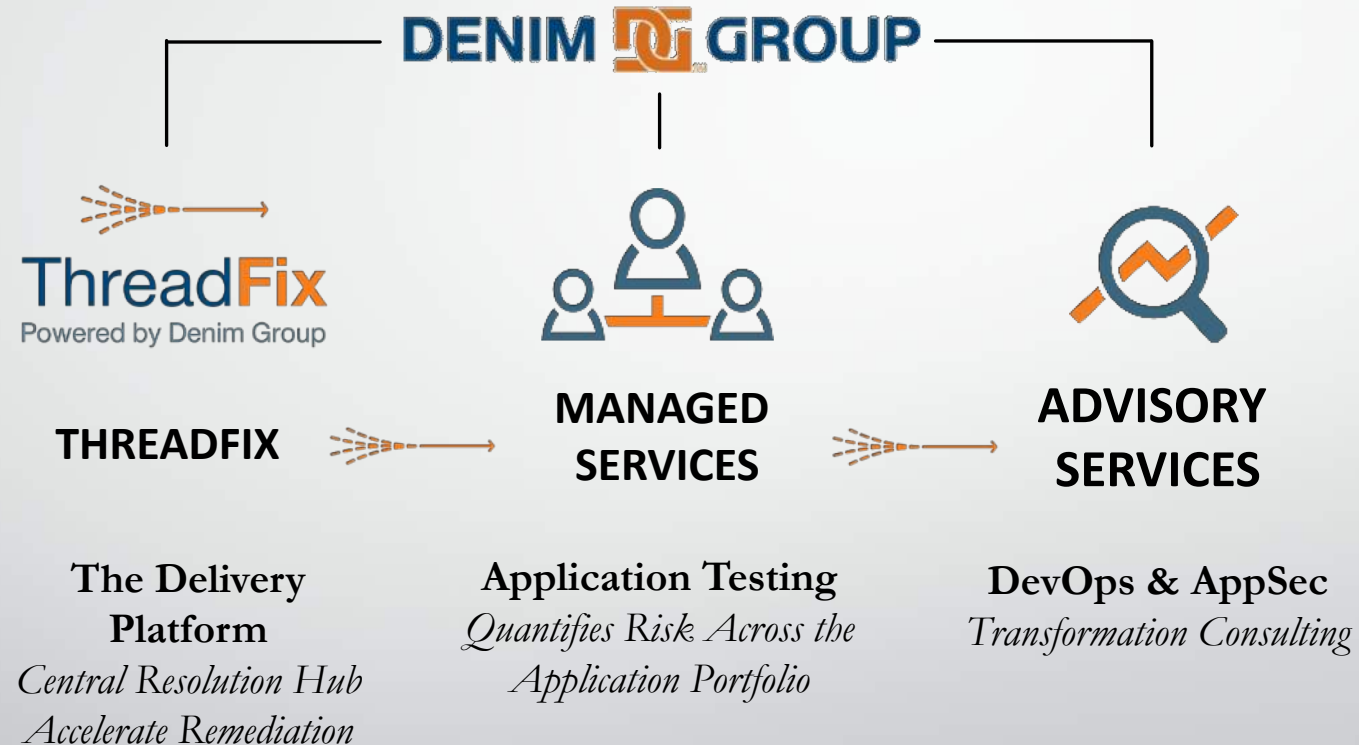 DENIM DG GROUP
ThreadFix
Powered by Denim Group
THREADFIX
MANAGED
SERVICES
ADVISORY
SERVICES
The Delivery
Platform
Central Resolution Hub
Accelerate Remediation
Application Testing
Quantifies Risk Across the
Application Portfolio
DevOps & AppSec
Transformation Consulting